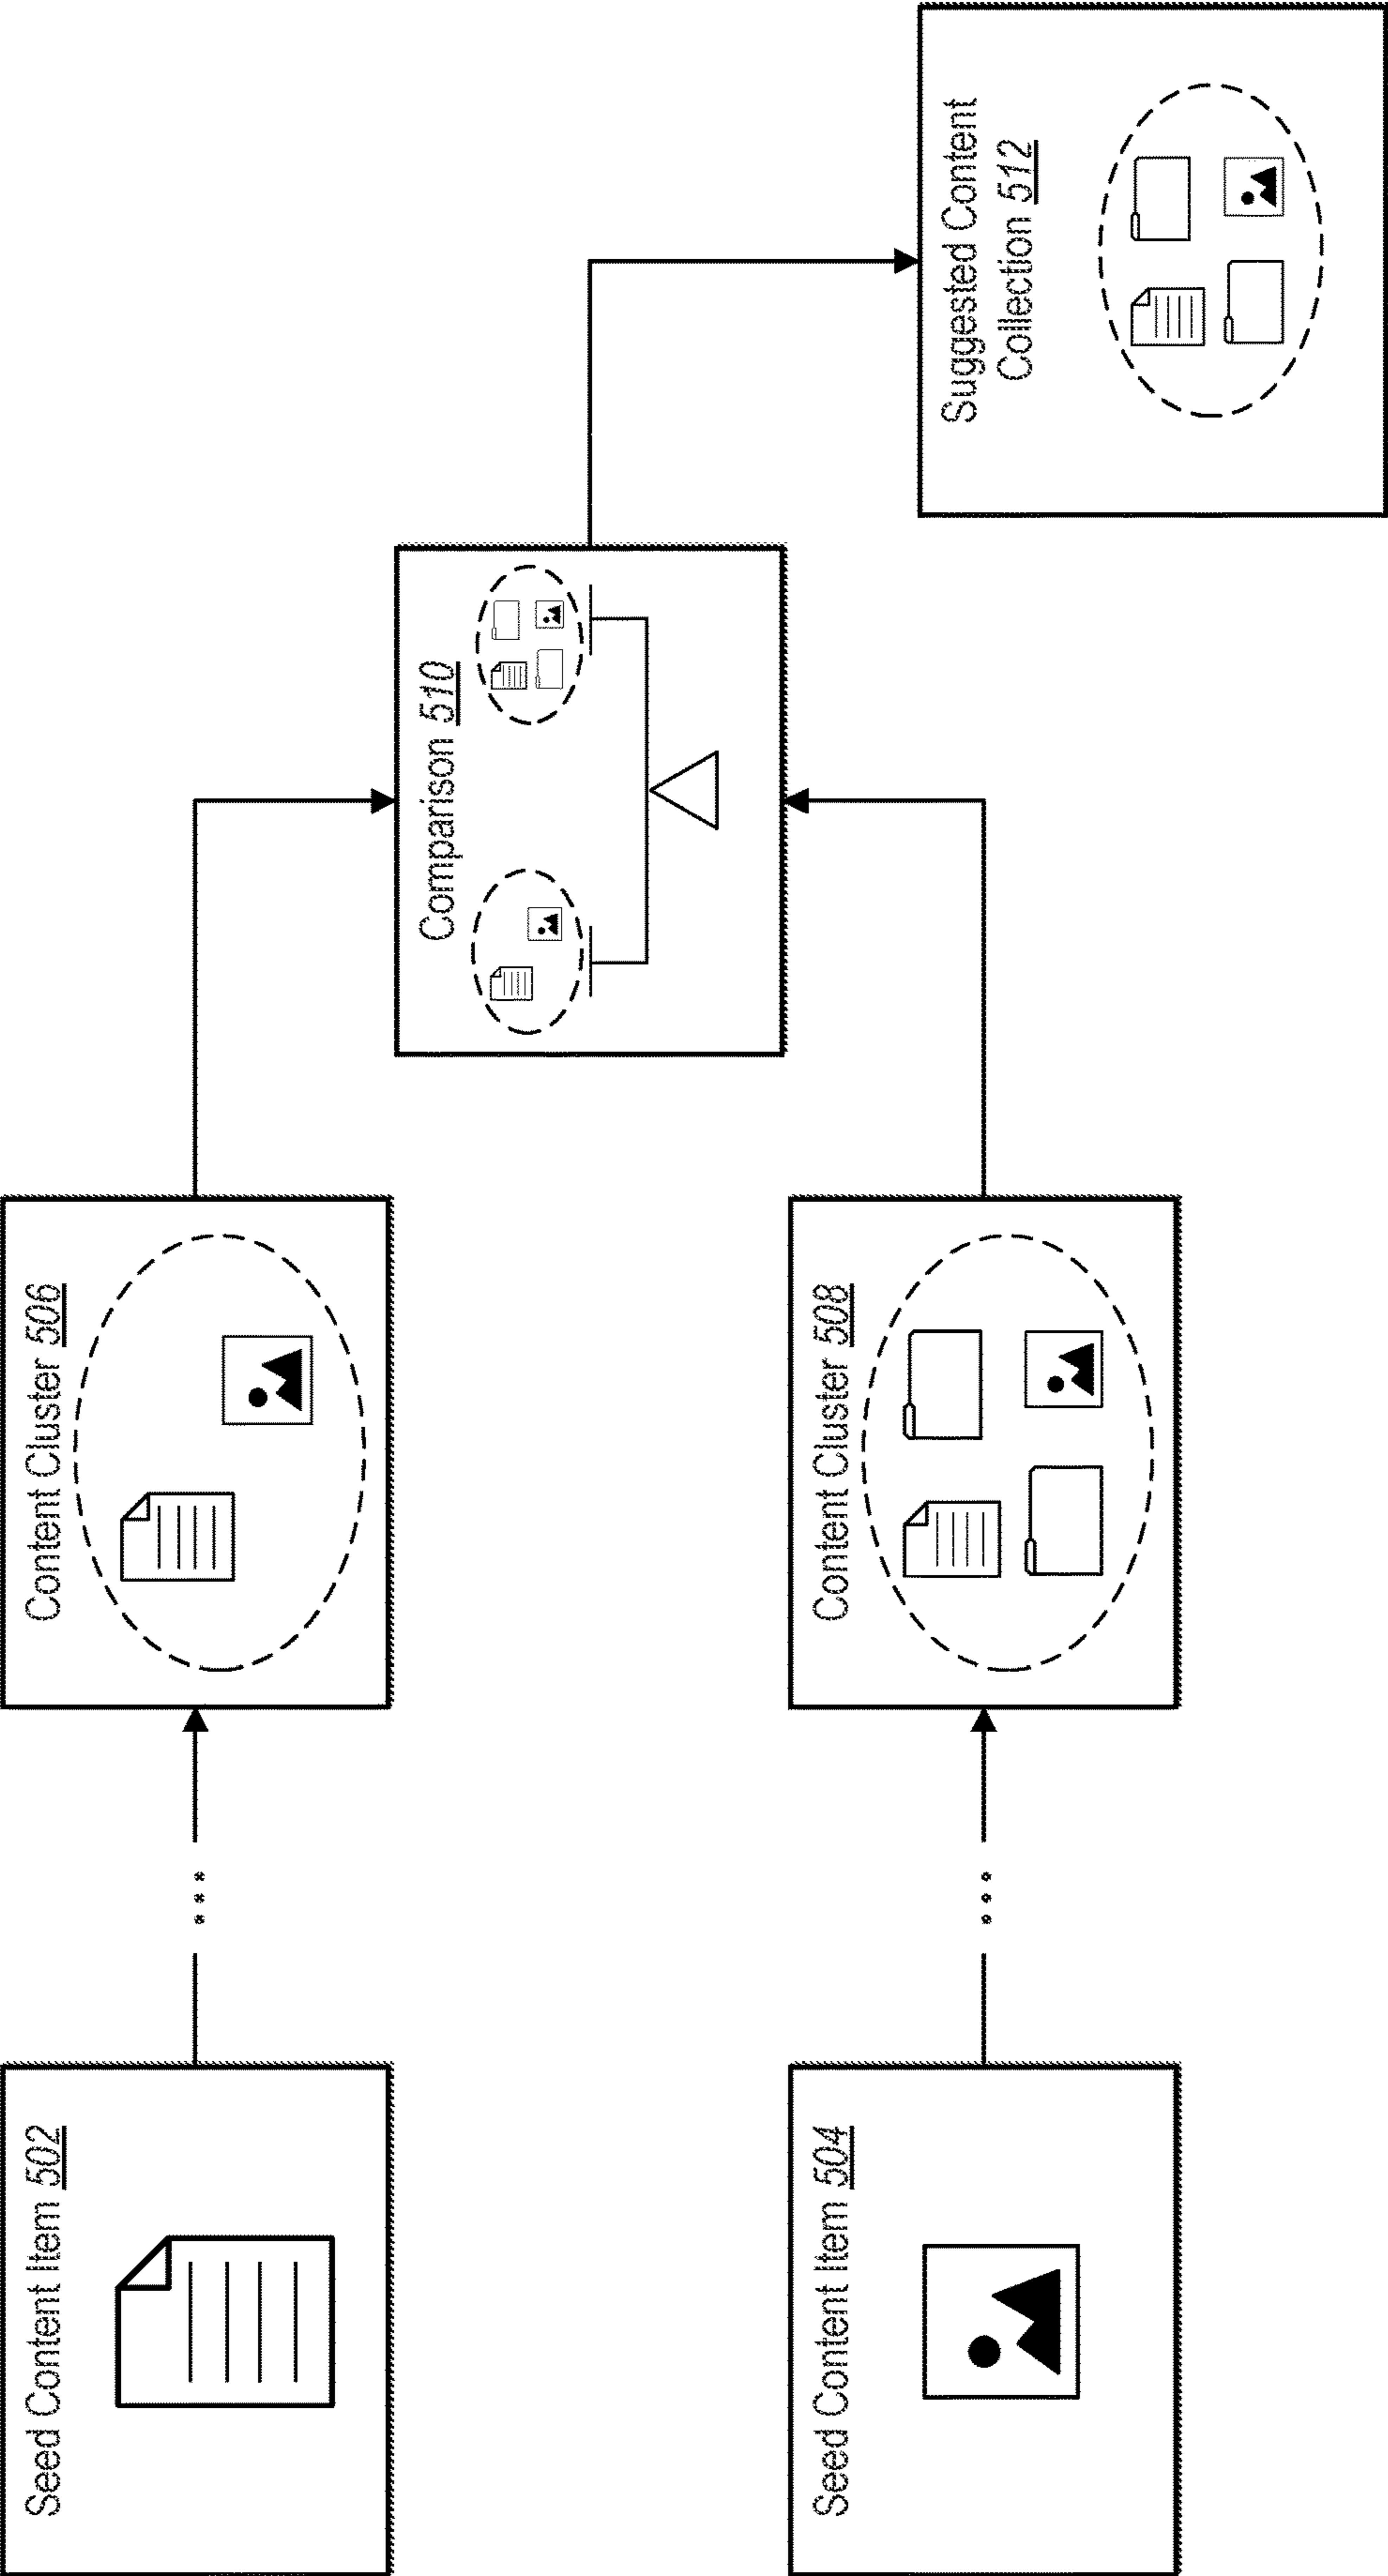 Seed Content Item 502
Content Cluster 506
Comparison 510
Seed Content Item 504
Content Cluster 508
Suggested Content
Collection 512